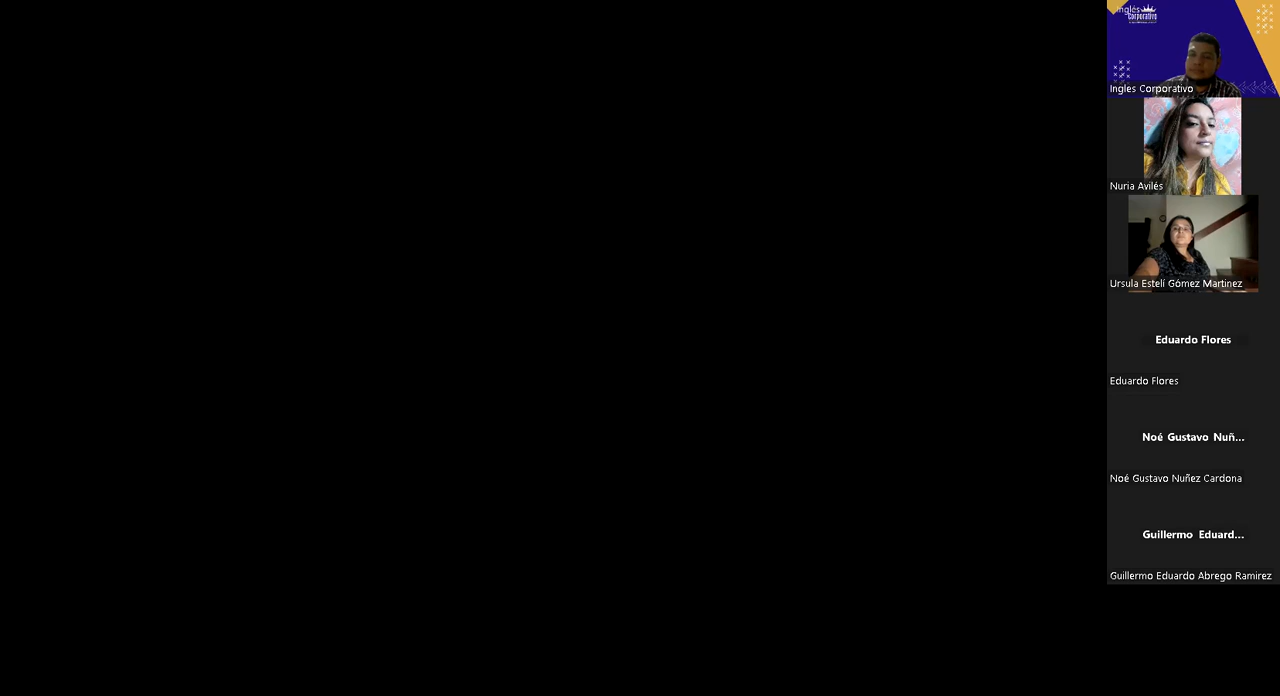 Inglés
Corporativo
Ingles Corporativo
Nuria Avilés
Ursula Estelí Gómez Martinez
Eduardo Flores
Eduardo Flores
Noé Gustavo Nuñ...
Noé Gustavo Nuñez Cardona
Guillermo Eduard...
Guillermo Eduardo Abrego Ramirez